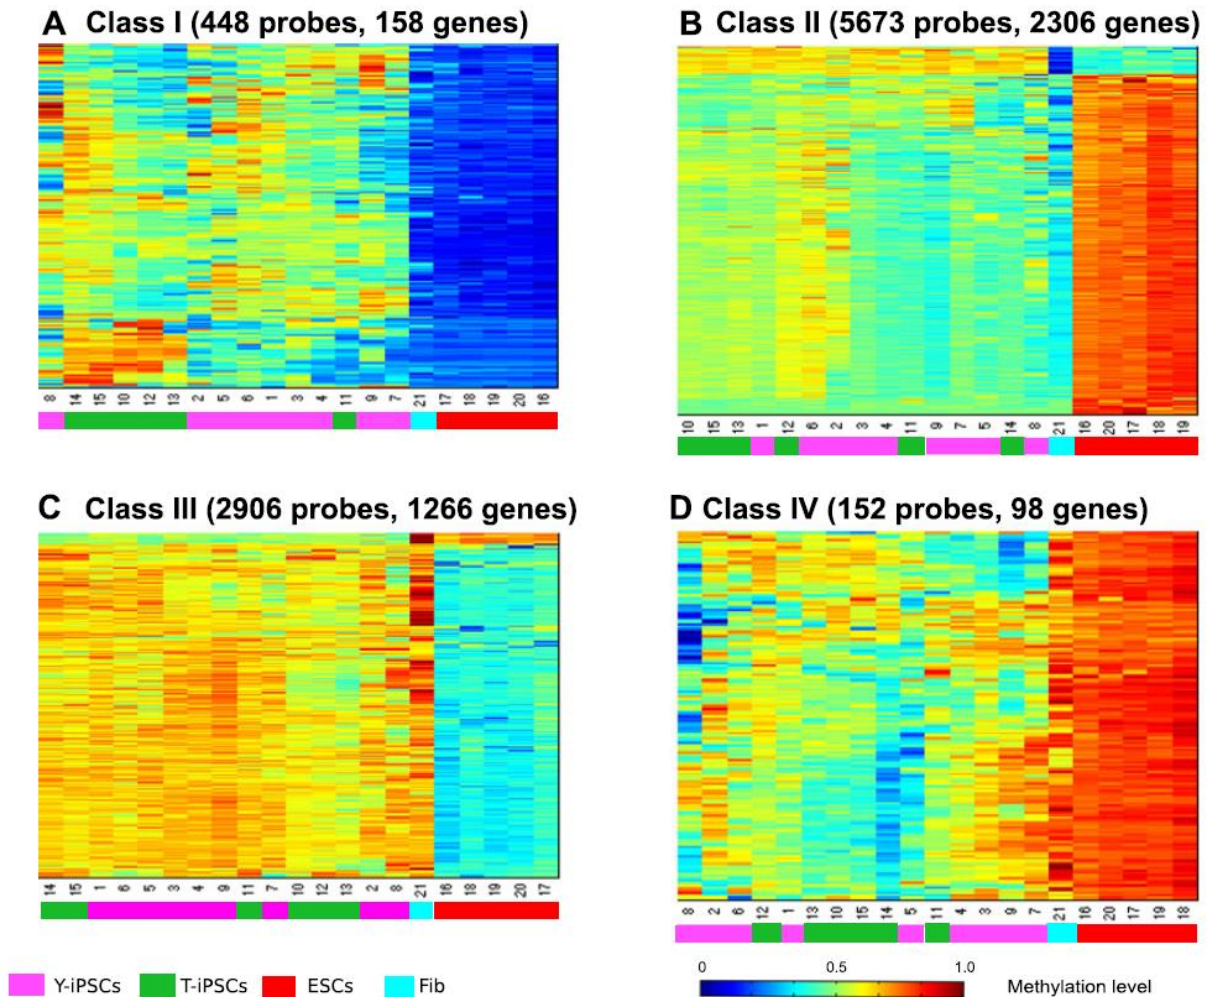 A Class I (448 probes, 158 genes)
8 14 15 10 12 13 2 5 6 1 3 4 11 9 7 21 17 18 19 20 16
B Class II (5673 probes, 2306 genes)
10 15 13 1 12 6 2 3 4 11 9 7 5 14 8 21 16 20 17 18 19
C Class III (2906 probes, 1266 genes)
14 15 1 6 5 3 4 9 11 7 10 12 13 2 8 21 16 18 19 20 17
D Class IV (152 probes, 98 genes)
8 2 6 12 1 13 10 15 14 5 11 4 3 9 7 21 16 20 17 19 18
Y-iPSCs T-iPSCs ESCs Fib
0 0.5 1.0
Methylation level